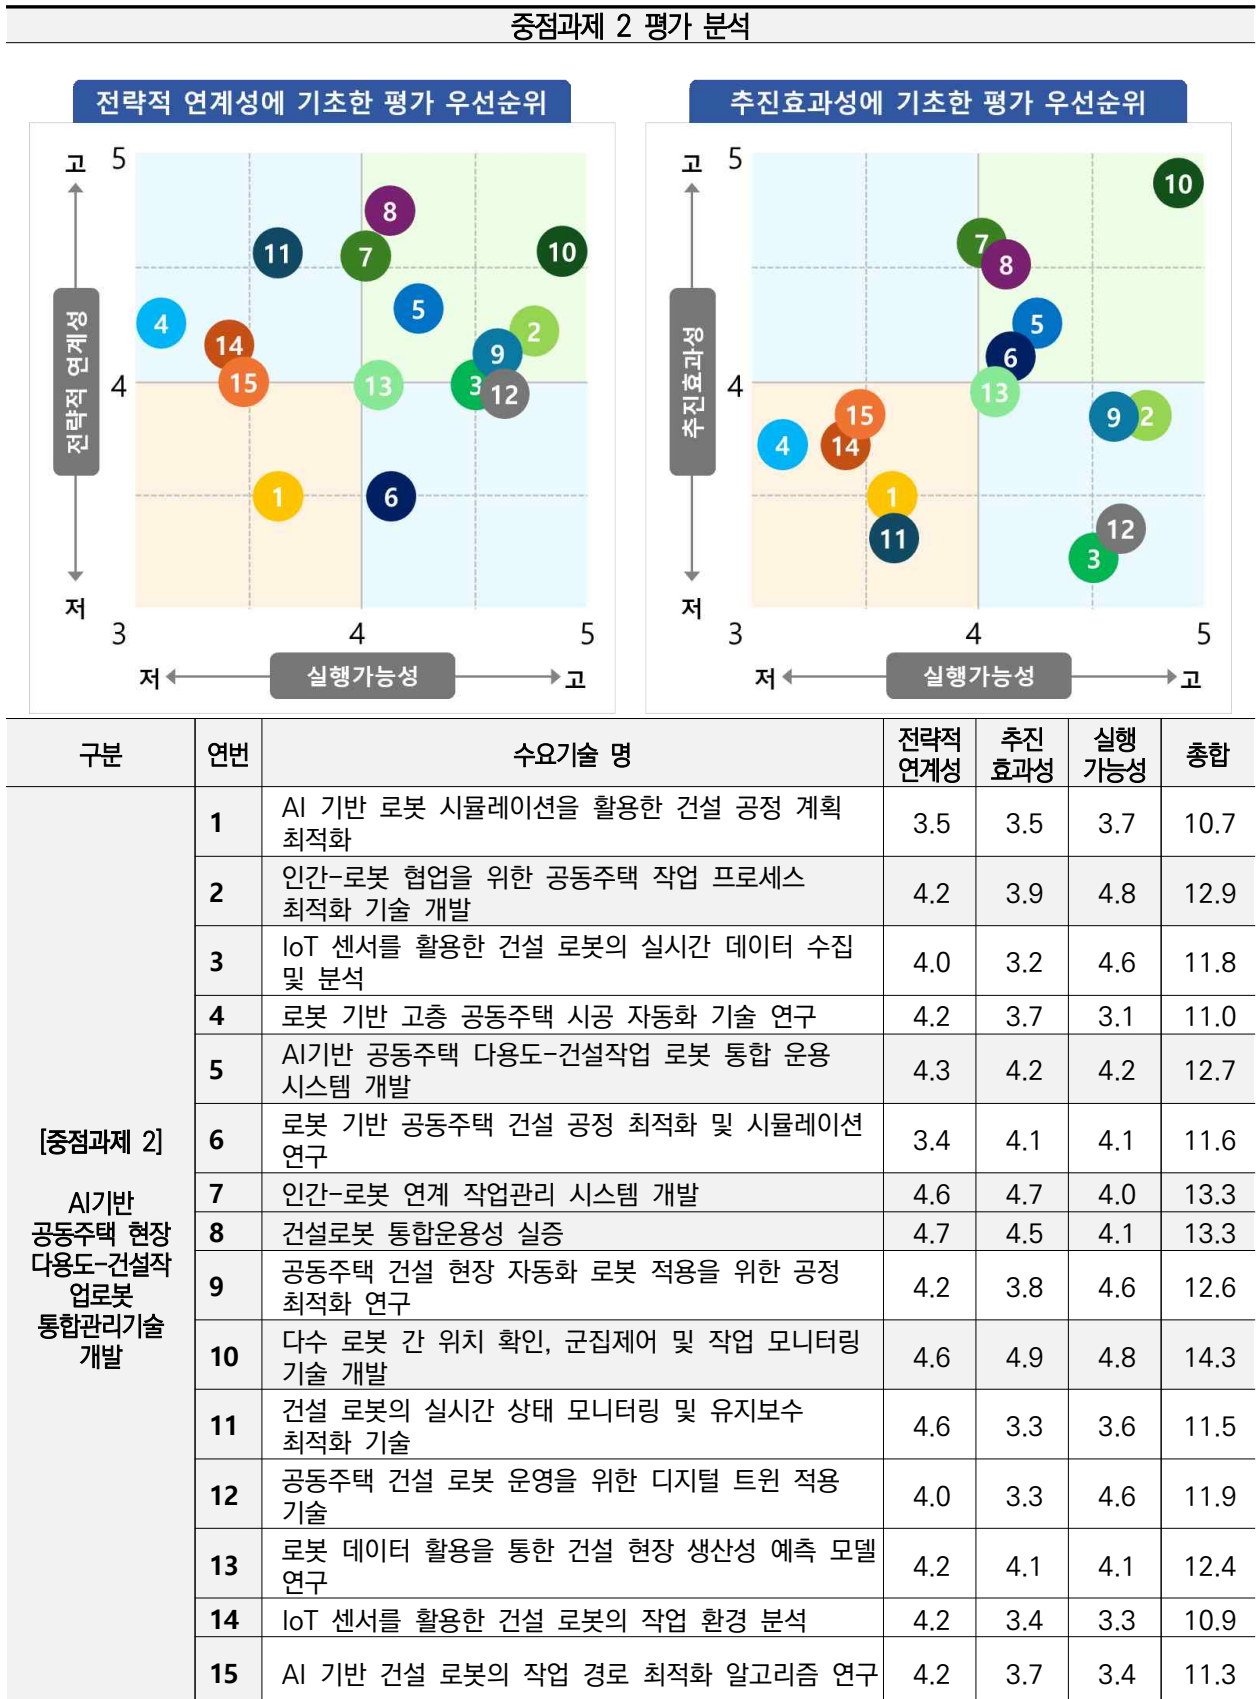 중점과제 2 평가 분석
전략적 연계성에 기초한 평가 우선순위
고
5
4
3
저
전략적 연계성
8
7
11
10
5
4
2
14
9
15
13
3
12
1
6
4
5
저
실행가능성
고
추진효과성에 기초한 평가 우선순위
고
5
4
3
저
추진효과성
10
7
8
5
6
13
15
9
2
4
14
1
12
11
3
4
5
저
실행가능성
고
구분 연번 수요기술 명 전략적 연계성 추진 효과성 실행 가능성 총합
[중점과제 2]
AI기반
공동주택 현장
다용도-건설작
업로봇
통합관리기술
개발
1 AI 기반 로봇 시뮬레이션을 활용한 건설 공정 계획
최적화 3.5 3.5 3.7 10.7
2 인간-로봇 협업을 위한 공동주택 작업 프로세스
최적화 기술 개발 4.2 3.9 4.8 12.9
3 IoT 센서를 활용한 건설 로봇의 실시간 데이터 수집
및 분석 4.0 3.2 4.6 11.8
4 로봇 기반 고층 공동주택 시공 자동화 기술 연구 4.2 3.7 3.1 11.0
5 AI기반 공동주택 다용도-건설작업 로봇 통합 운용
시스템 개발 4.3 4.2 4.2 12.7
6 로봇 기반 공동주택 건설 공정 최적화 및 시뮬레이션
연구 3.4 4.1 4.1 11.6
7 인간-로봇 연계 작업관리 시스템 개발 4.6 4.7 4.0 13.3
8 건설로봇 통합운용성 실증 4.7 4.5 4.1 13.3
9 공동주택 건설 현장 자동화 로봇 적용을 위한 공정
최적화 연구 4.2 3.8 4.6 12.6
10 다수 로봇 간 위치 확인, 군집제어 및 작업 모니터링
기술 개발 4.6 4.9 4.8 14.3
11 건설 로봇의 실시간 상태 모니터링 및 유지보수
최적화 기술 4.6 3.3 3.6 11.5
12 공동주택 건설 로봇 운영을 위한 디지털 트윈 적용
기술 4.0 3.3 4.6 11.9
13 로봇 데이터 활용을 통한 건설 현장 생산성 예측 모델
연구 4.2 4.1 4.1 12.4
14 IoT 센서를 활용한 건설 로봇의 작업 환경 분석 4.2 3.4 3.3 10.9
15 AI 기반 건설 로봇의 작업 경로 최적화 알고리즘 연구 4.2 3.7 3.4 11.3